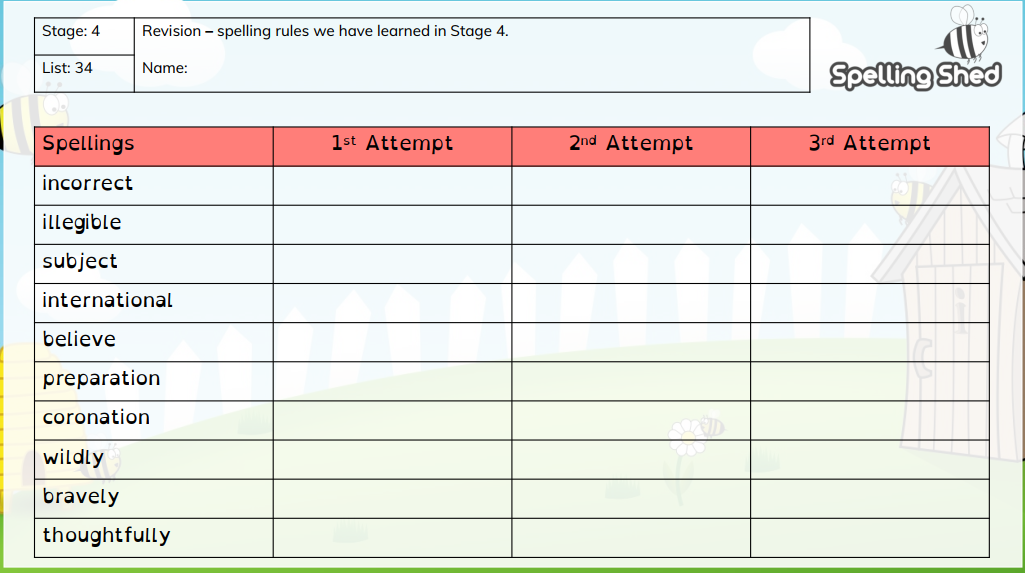 Stage: 4
Revision – spelling rules we have learned in Stage 4.
List: 34
Name:
Spelling Shed
Spellings 1st Attempt 2nd Attempt 3rd Attempt
incorrect
illegible
subject
international
believe
preparation
coronation
wildly
bravely
thoughtfully